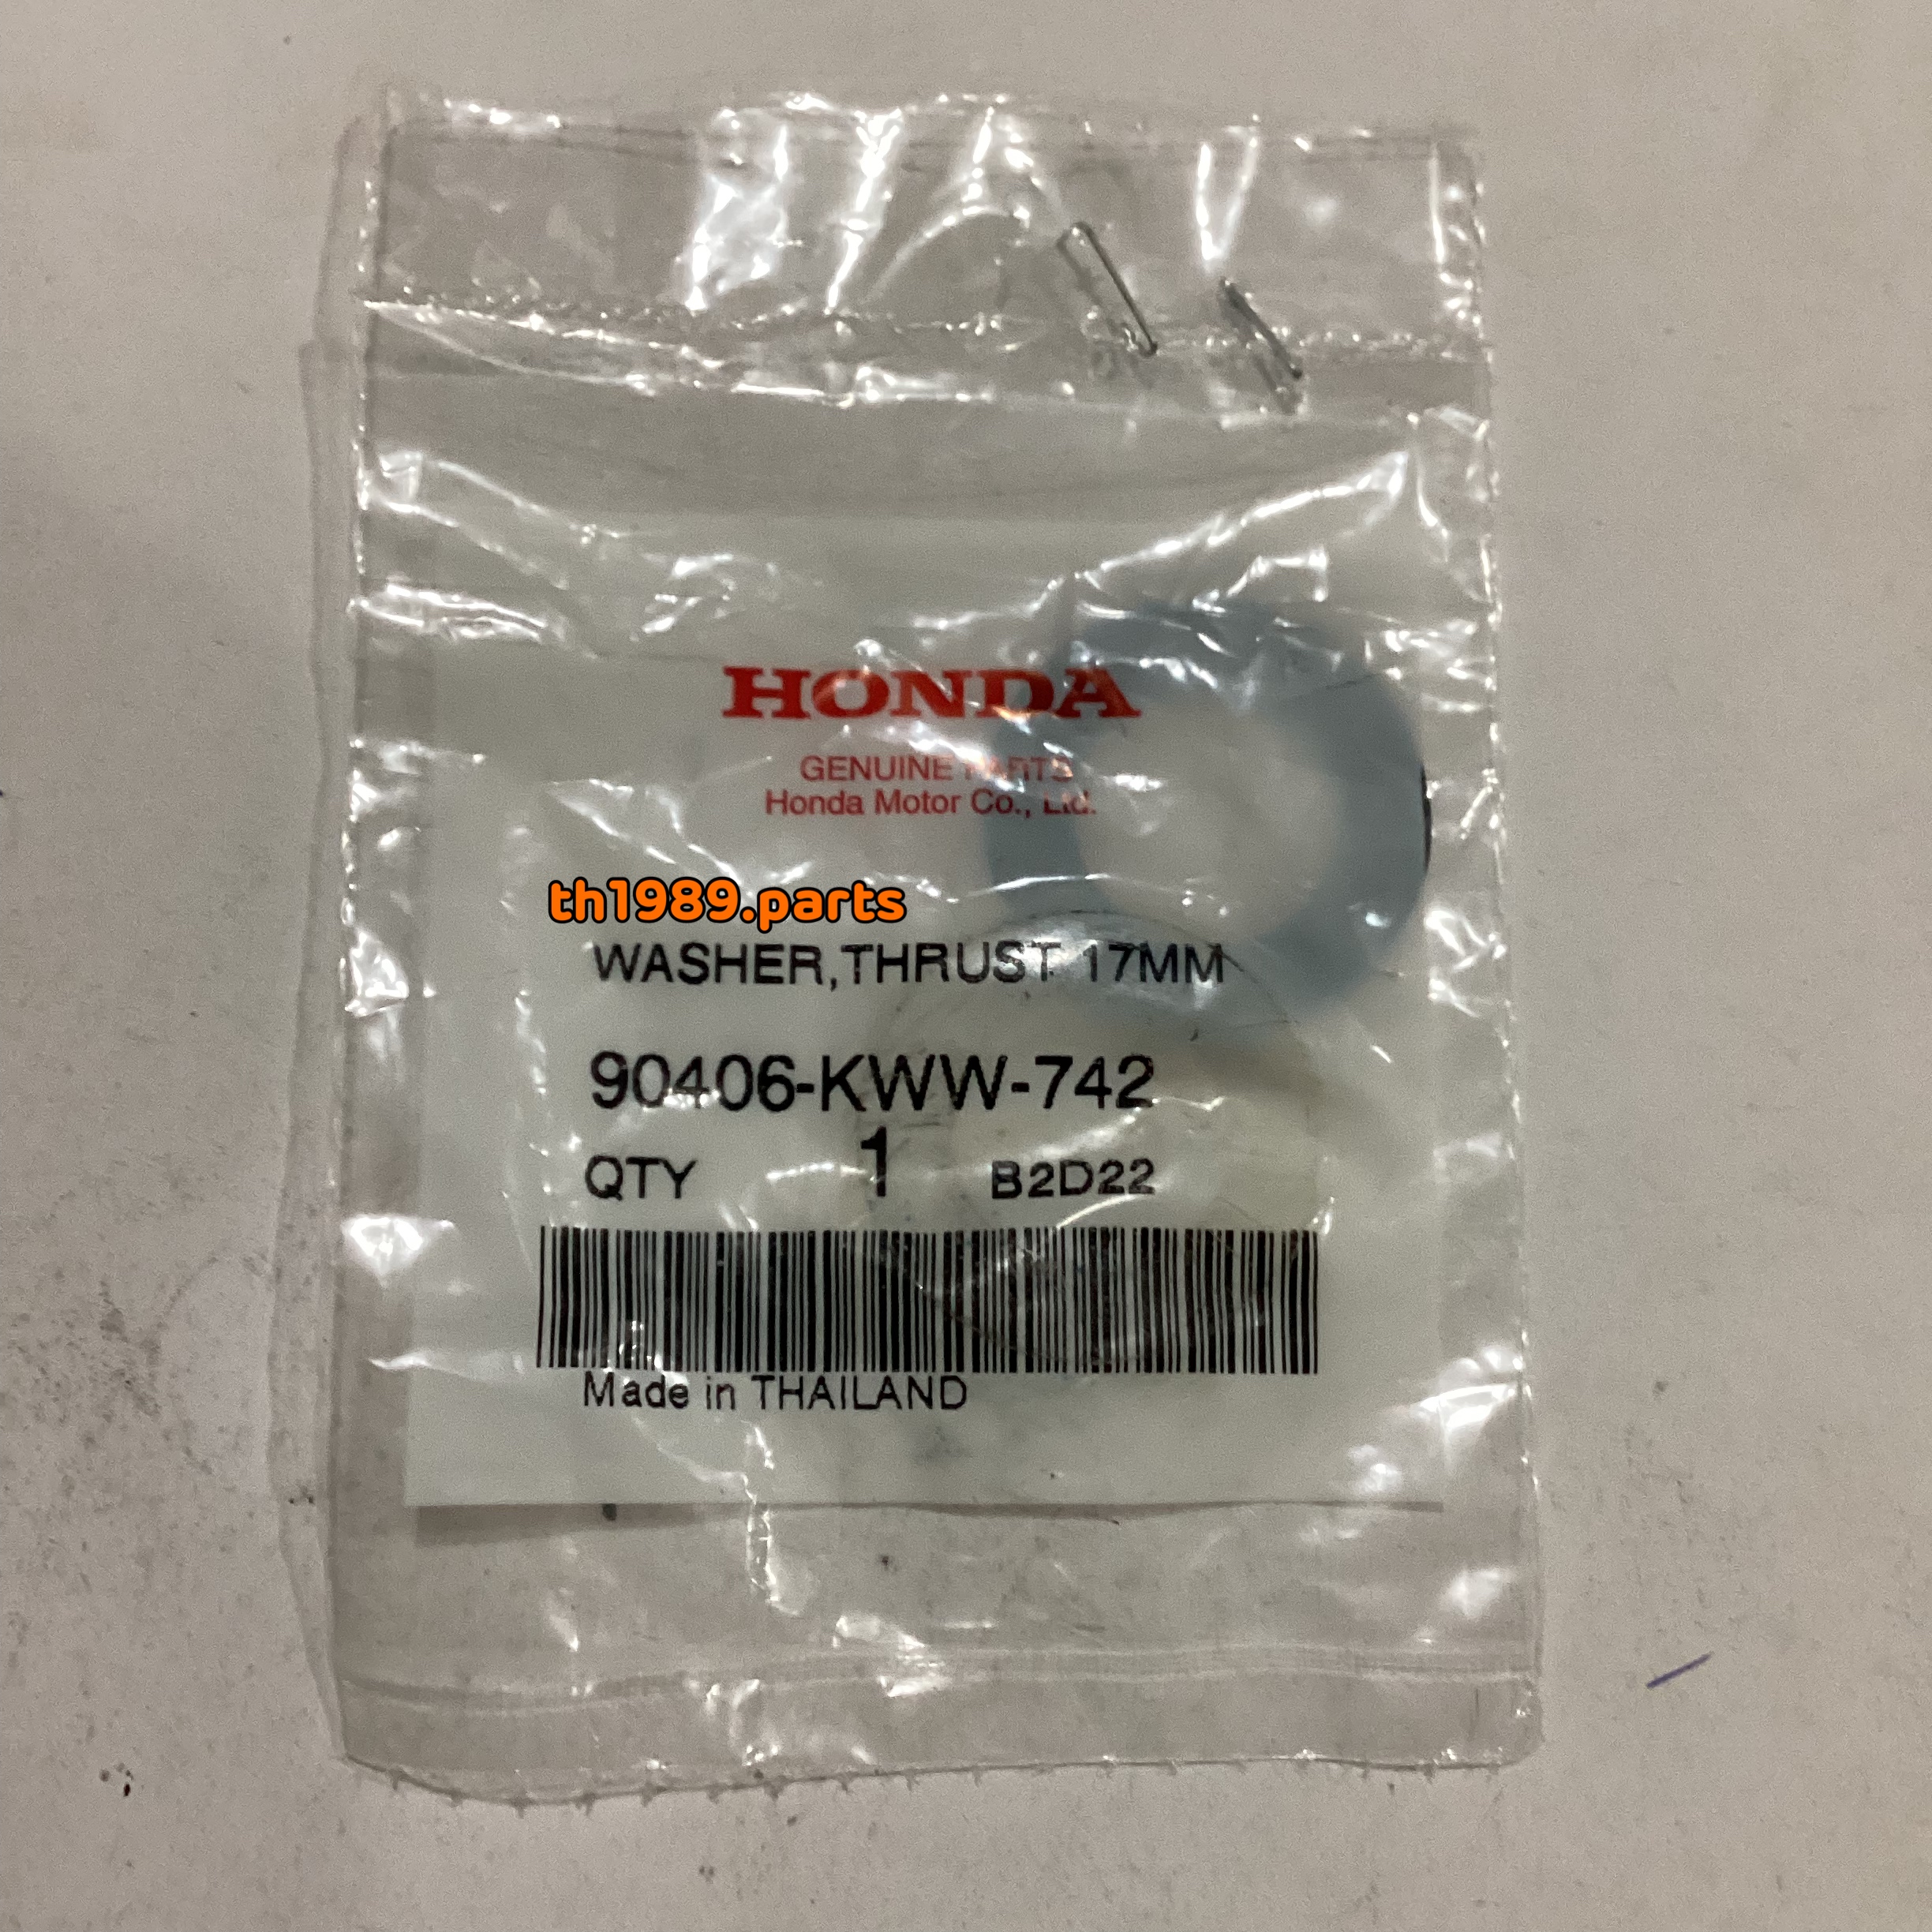 HONDA
GENUINE PARTS
Honda Motor Co., Ltd.
th1989.parts
WASHER,THRUST 17MM
90406-KWW-742
QTY 1 B2D22
Made in THAILAND